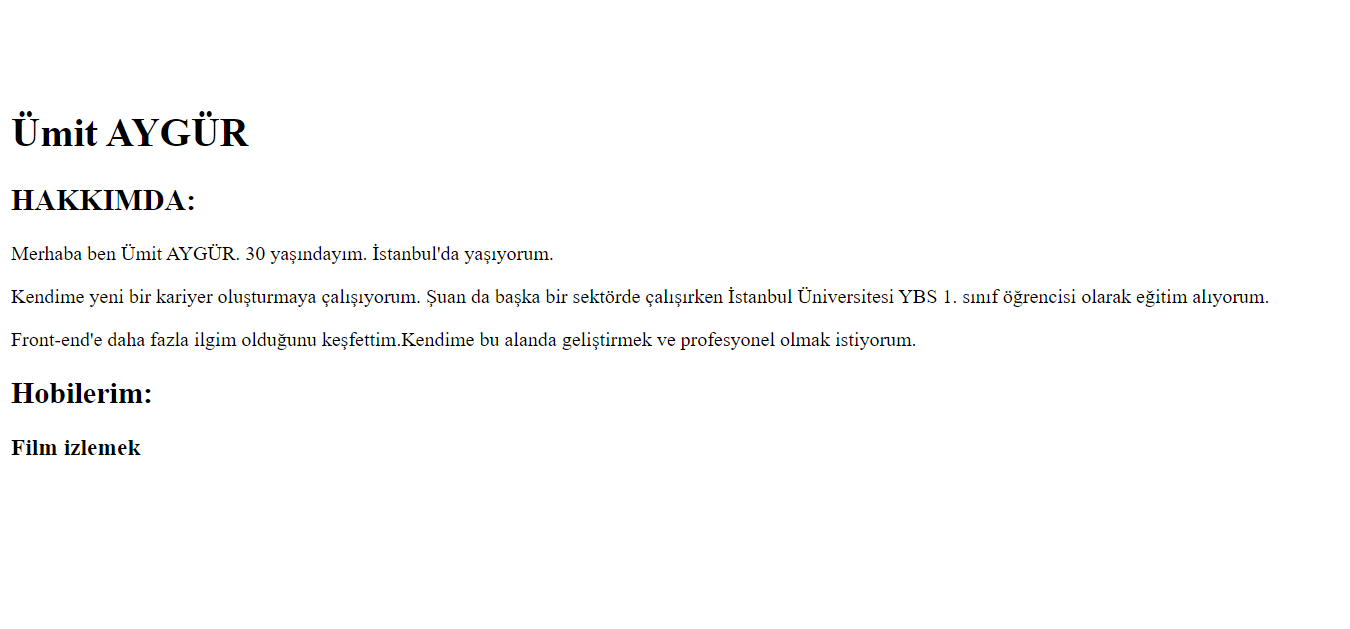 Ümit AYGÜR
HAKKIMDA:
Merhaba ben Ümit AYGÜR. 30 yaşındayım. İstanbul'da yaşıyorum.
Kendime yeni bir kariyer oluşturmaya çalışıyorum. Şuan da başka bir sektörde çalışırken İstanbul Üniversitesi YBS 1. sınıf öğrencisi olarak eğitim alıyorum.
Front-end'e daha fazla ilgim olduğunu keşfettim.Kendime bu alanda geliştirmek ve profesyonel olmak istiyorum.
Hobilerim:
Film izlemek